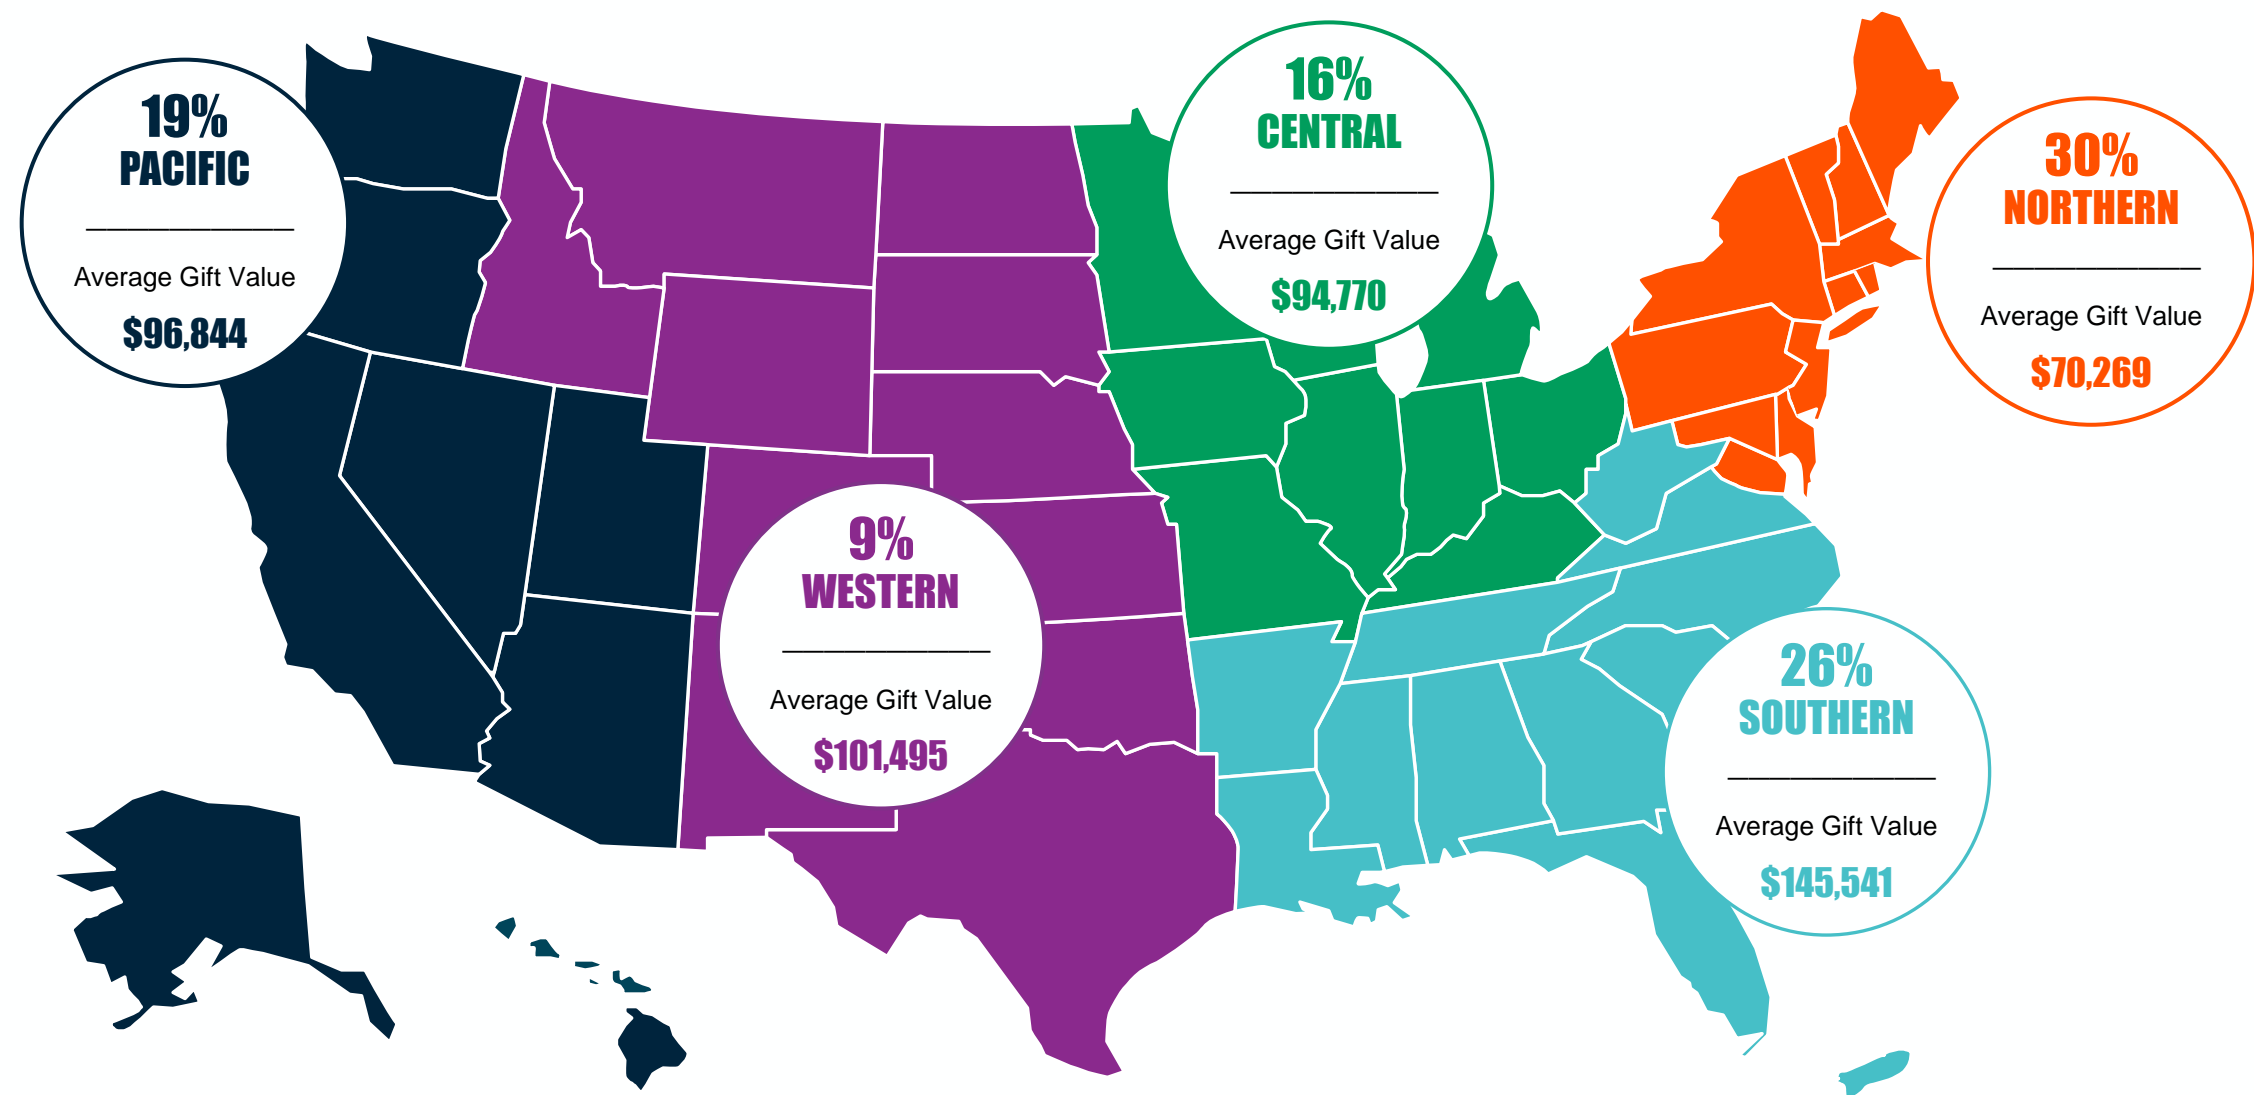 19%
PACIFIC
Average Gift Value
$96,844
16%
CENTRAL
Average Gift Value
$94,770
30%
NORTHERN
Average Gift Value
$70,269
9%
WESTERN
Average Gift Value
$101,495
26%
SOUTHERN
Average Gift Value
$145,541